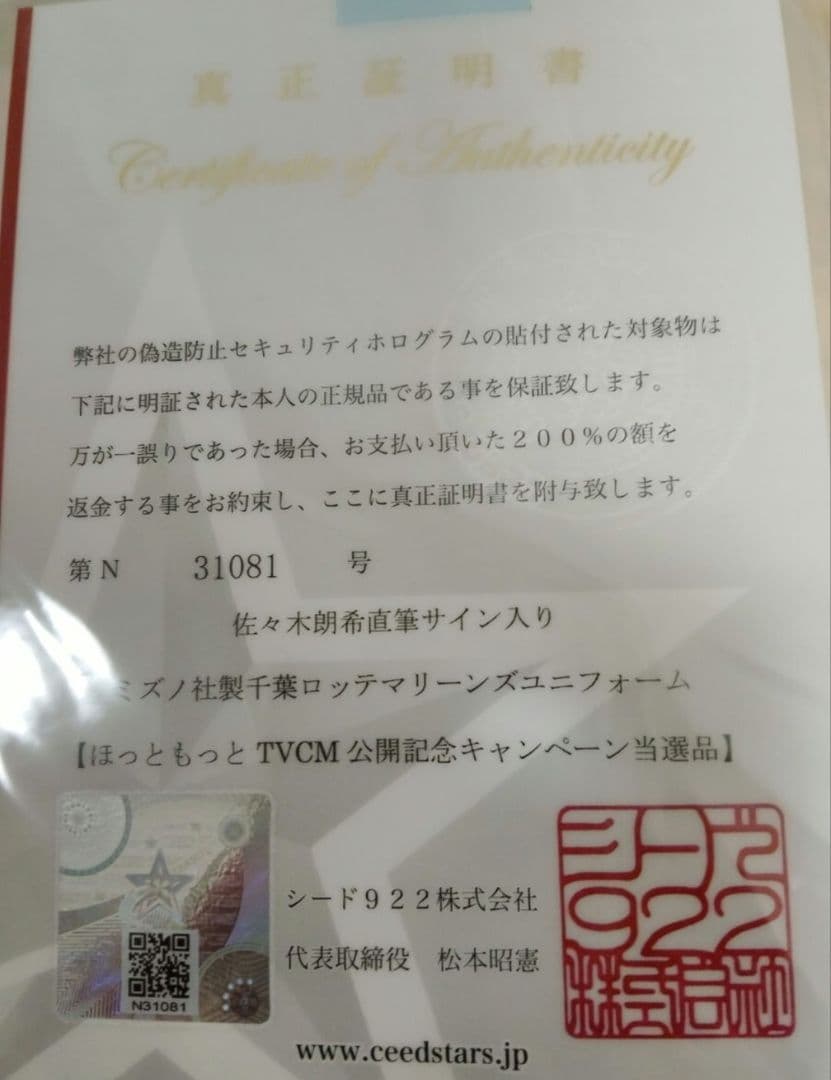 真正証明書
Certificate of Authenticity
弊社の偽造防止セキュリティホログラムの貼付された対象物は
下記に明証された本人の正規品である事を保証致します。
万が一誤りであった場合、お支払い頂いた200%の額を
返金する事をお約束し、ここに真正証明書を附与致します。
第N 31081 号
佐々木朗希直筆サイン入り
ミズノ社製千葉ロッテマリーンズユニフォーム
【ほっともっとTVCM公開記念キャンペーン当選品】
N31081
シード922株式会社
代表取締役 松本昭憲
シード
922
株式会社
www.ceedstars.jp